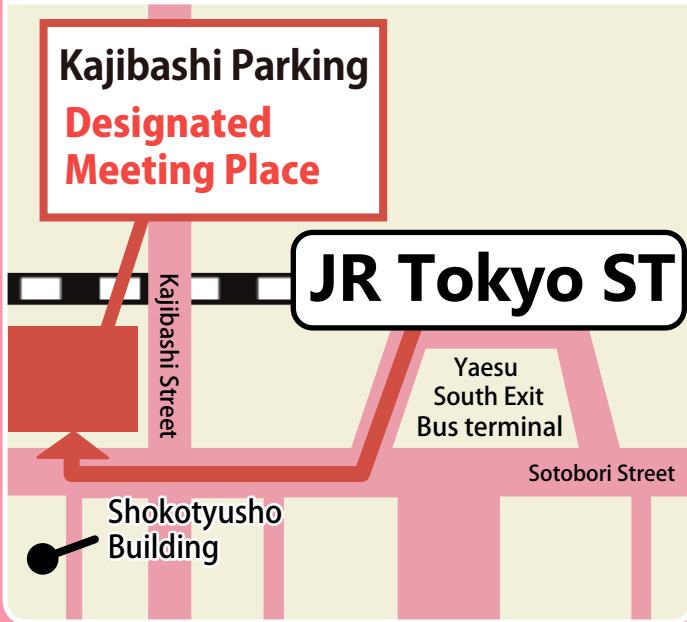 Kajibashi Parking
Designated
Meeting Place
JR Tokyo ST
Kajibashi Street
Yaesu
South Exit
Bus terminal
Sotobori Street
Shokotyusho
Building